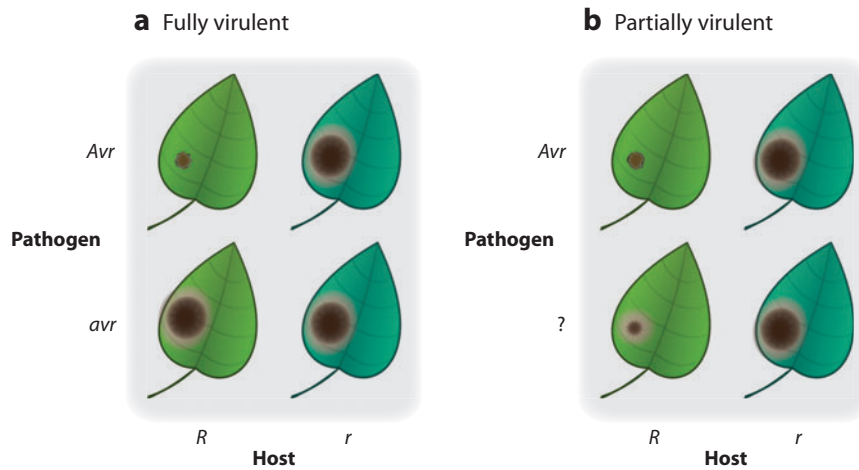 a Fully virulent
Avr
Pathogen
avr
R r
Host
b Partially virulent
Avr
Pathogen
?
R r
Host